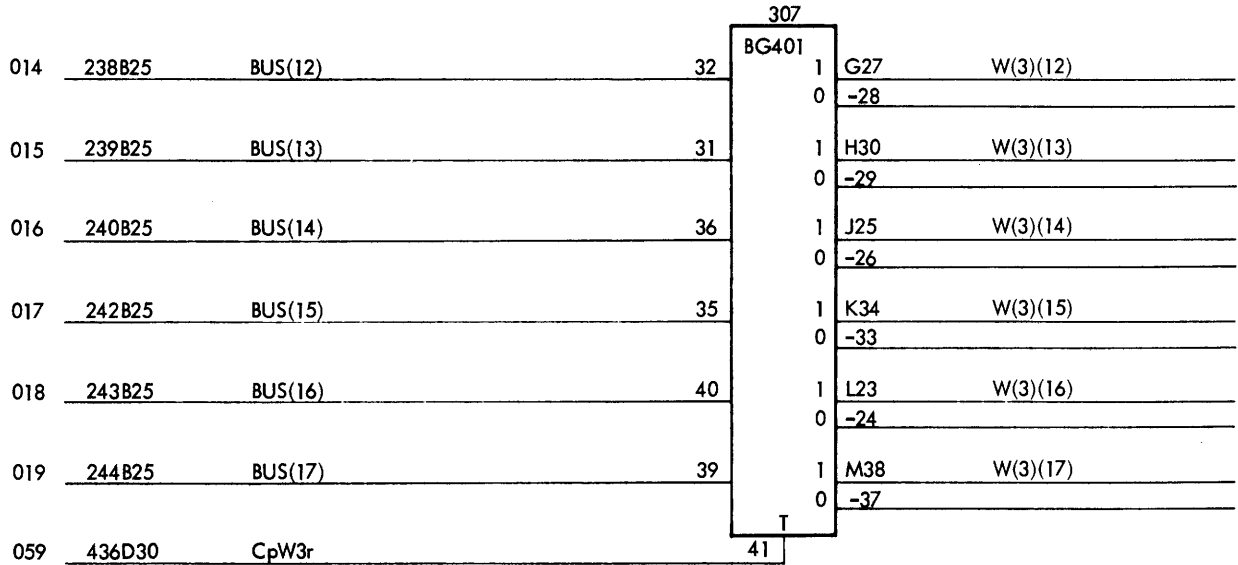 307
BG401
014 238B25 BUS(12) 32 1 G27 W(3)(12)
0 -28
015 239B25 BUS(13) 31 1 H30 W(3)(13)
0 -29
016 240B25 BUS(14) 36 1 J25 W(3)(14)
0 -26
017 242B25 BUS(15) 35 1 K34 W(3)(15)
0 -33
018 243B25 BUS(16) 40 1 L23 W(3)(16)
0 -24
019 244B25 BUS(17) 39 1 M38 W(3)(17)
0 -37
T
059 436D30 CpW3r 41